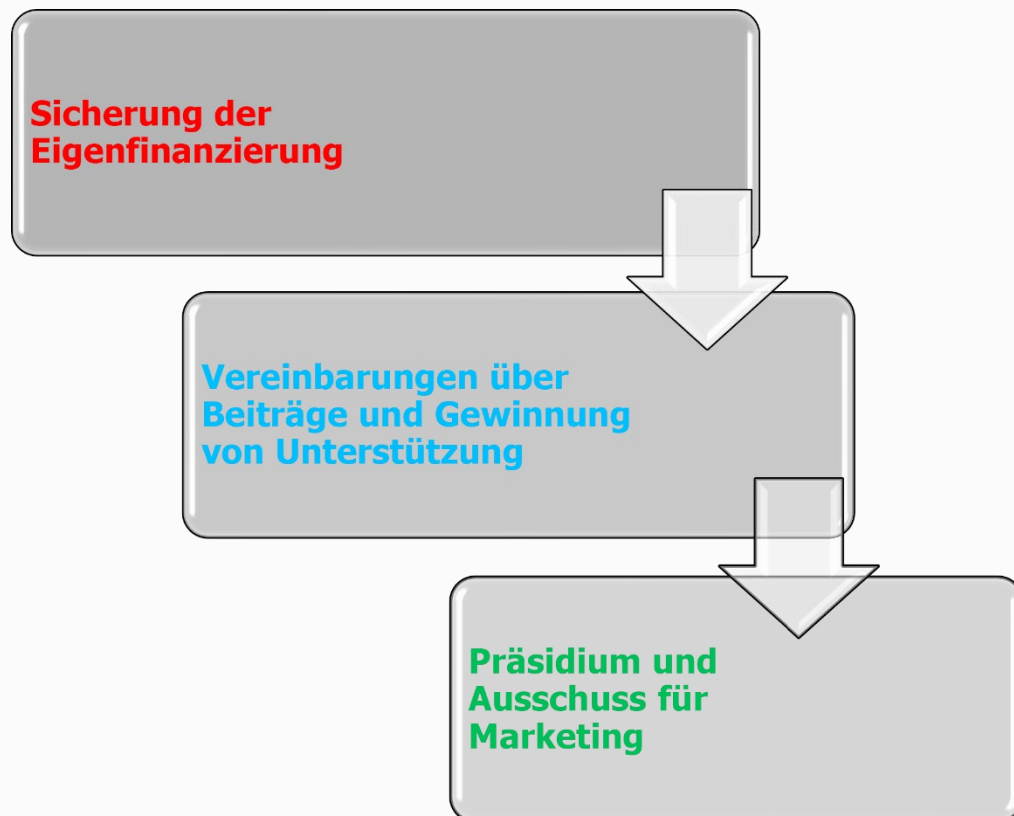 Sicherung der
Eigenfinanzierung
Vereinbarungen über
Beiträge und Gewinnung
von Unterstützung
Präsidium und
Ausschuss für
Marketing